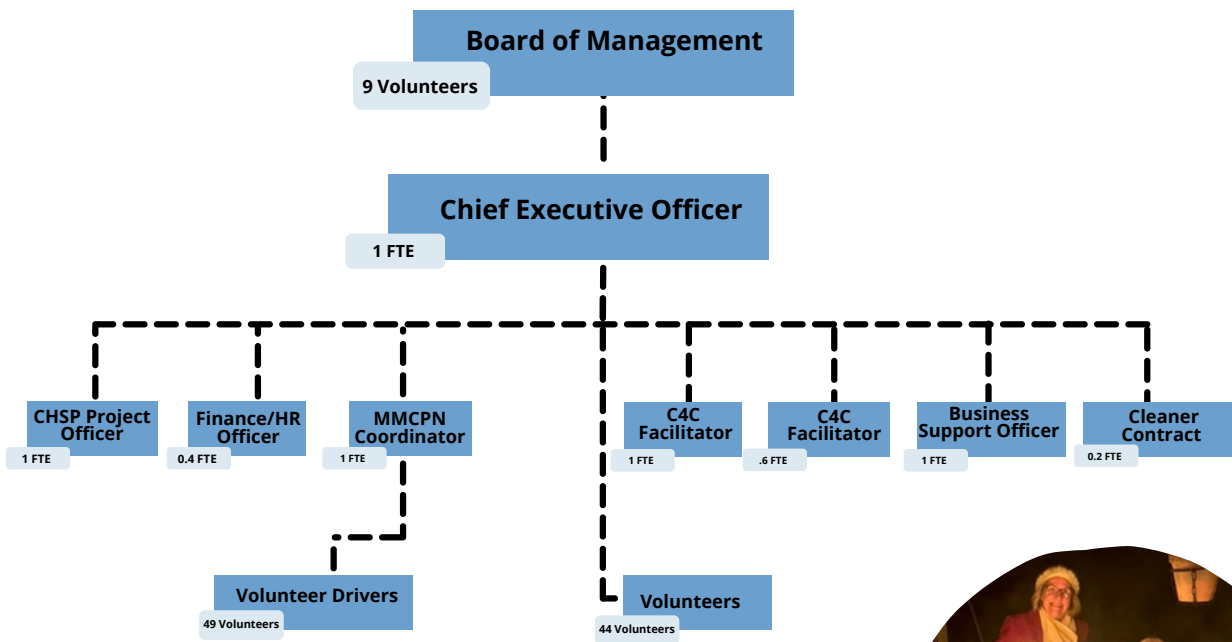 Board of Management
9 Volunteers
Chief Executive Officer
1 FTE
CHSP Project
Officer
1 FTE
Finance/HR
Officer
0.4 FTE
MMCPN
Coordinator
1 FTE
C4C
Facilitator
1 FTE
C4C
Facilitator
.6 FTE
Business
Support Officer
1 FTE
Cleaner
Contract
0.2 FTE
Volunteer Drivers
49 Volunteers
Volunteers
44 Volunteers